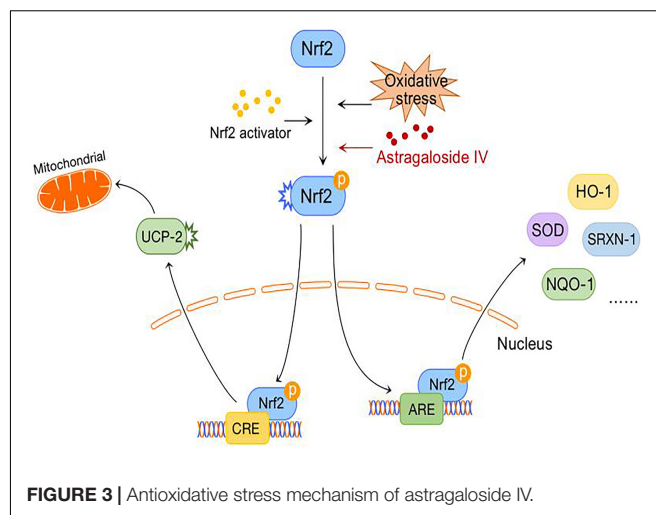 Nrf2
Oxidative
stress
Nrf2 activator
Astragaloside IV
Mitochondrial
p
Nrf2
HO-1
UCP-2
SOD
SRXN-1
NQO-1
......
Nucleus
p
Nrf2
CRE
p
Nrf2
ARE
FIGURE 3 | Antioxidative stress mechanism of astragaloside IV.